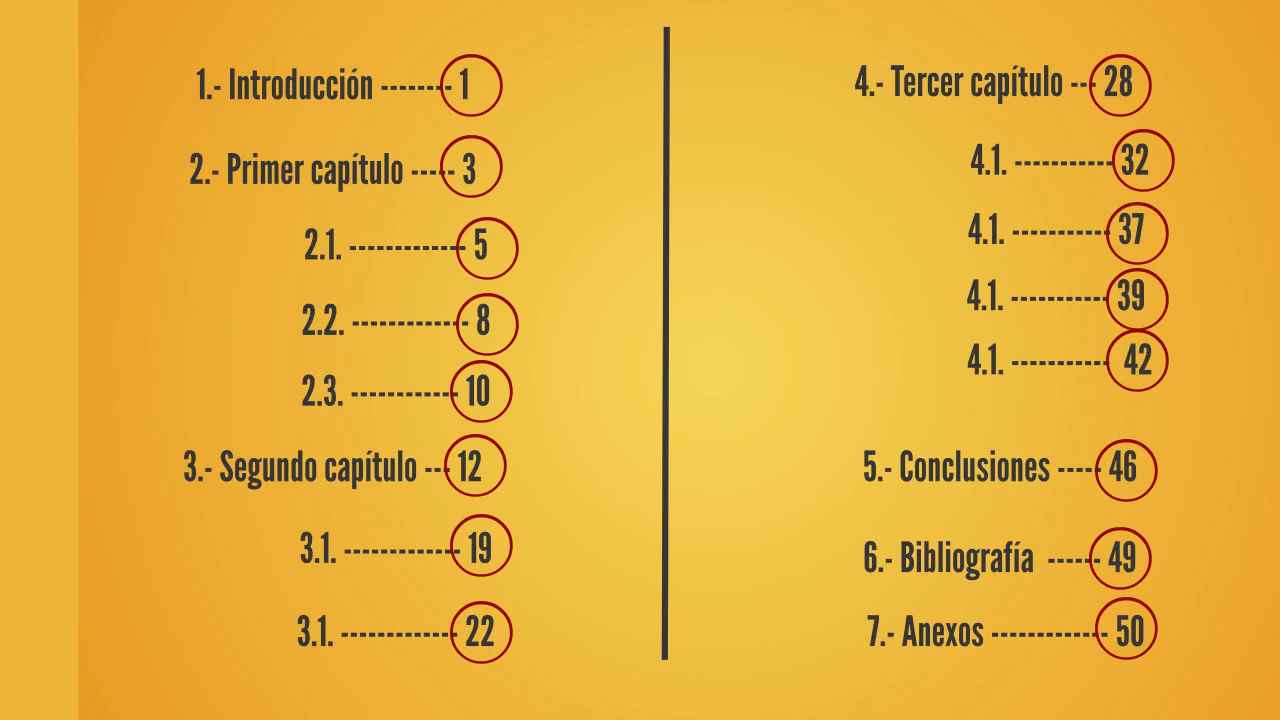 1.- Introducción -------- 1
2.- Primer capítulo ----- 3
2.1. ------------- 5
2.2. ------------- 8
2.3. ------------ 10
3.- Segundo capítulo --- 12
3.1. ------------- 19
3.1. ------------- 22
4.- Tercer capítulo --- 28
4.1. ----------- 32
4.1. ----------- 37
4.1. ----------- 39
4.1. ----------- 42
5.- Conclusiones ----- 46
6.- Bibliografía ------ 49
7.- Anexos ------------- 50